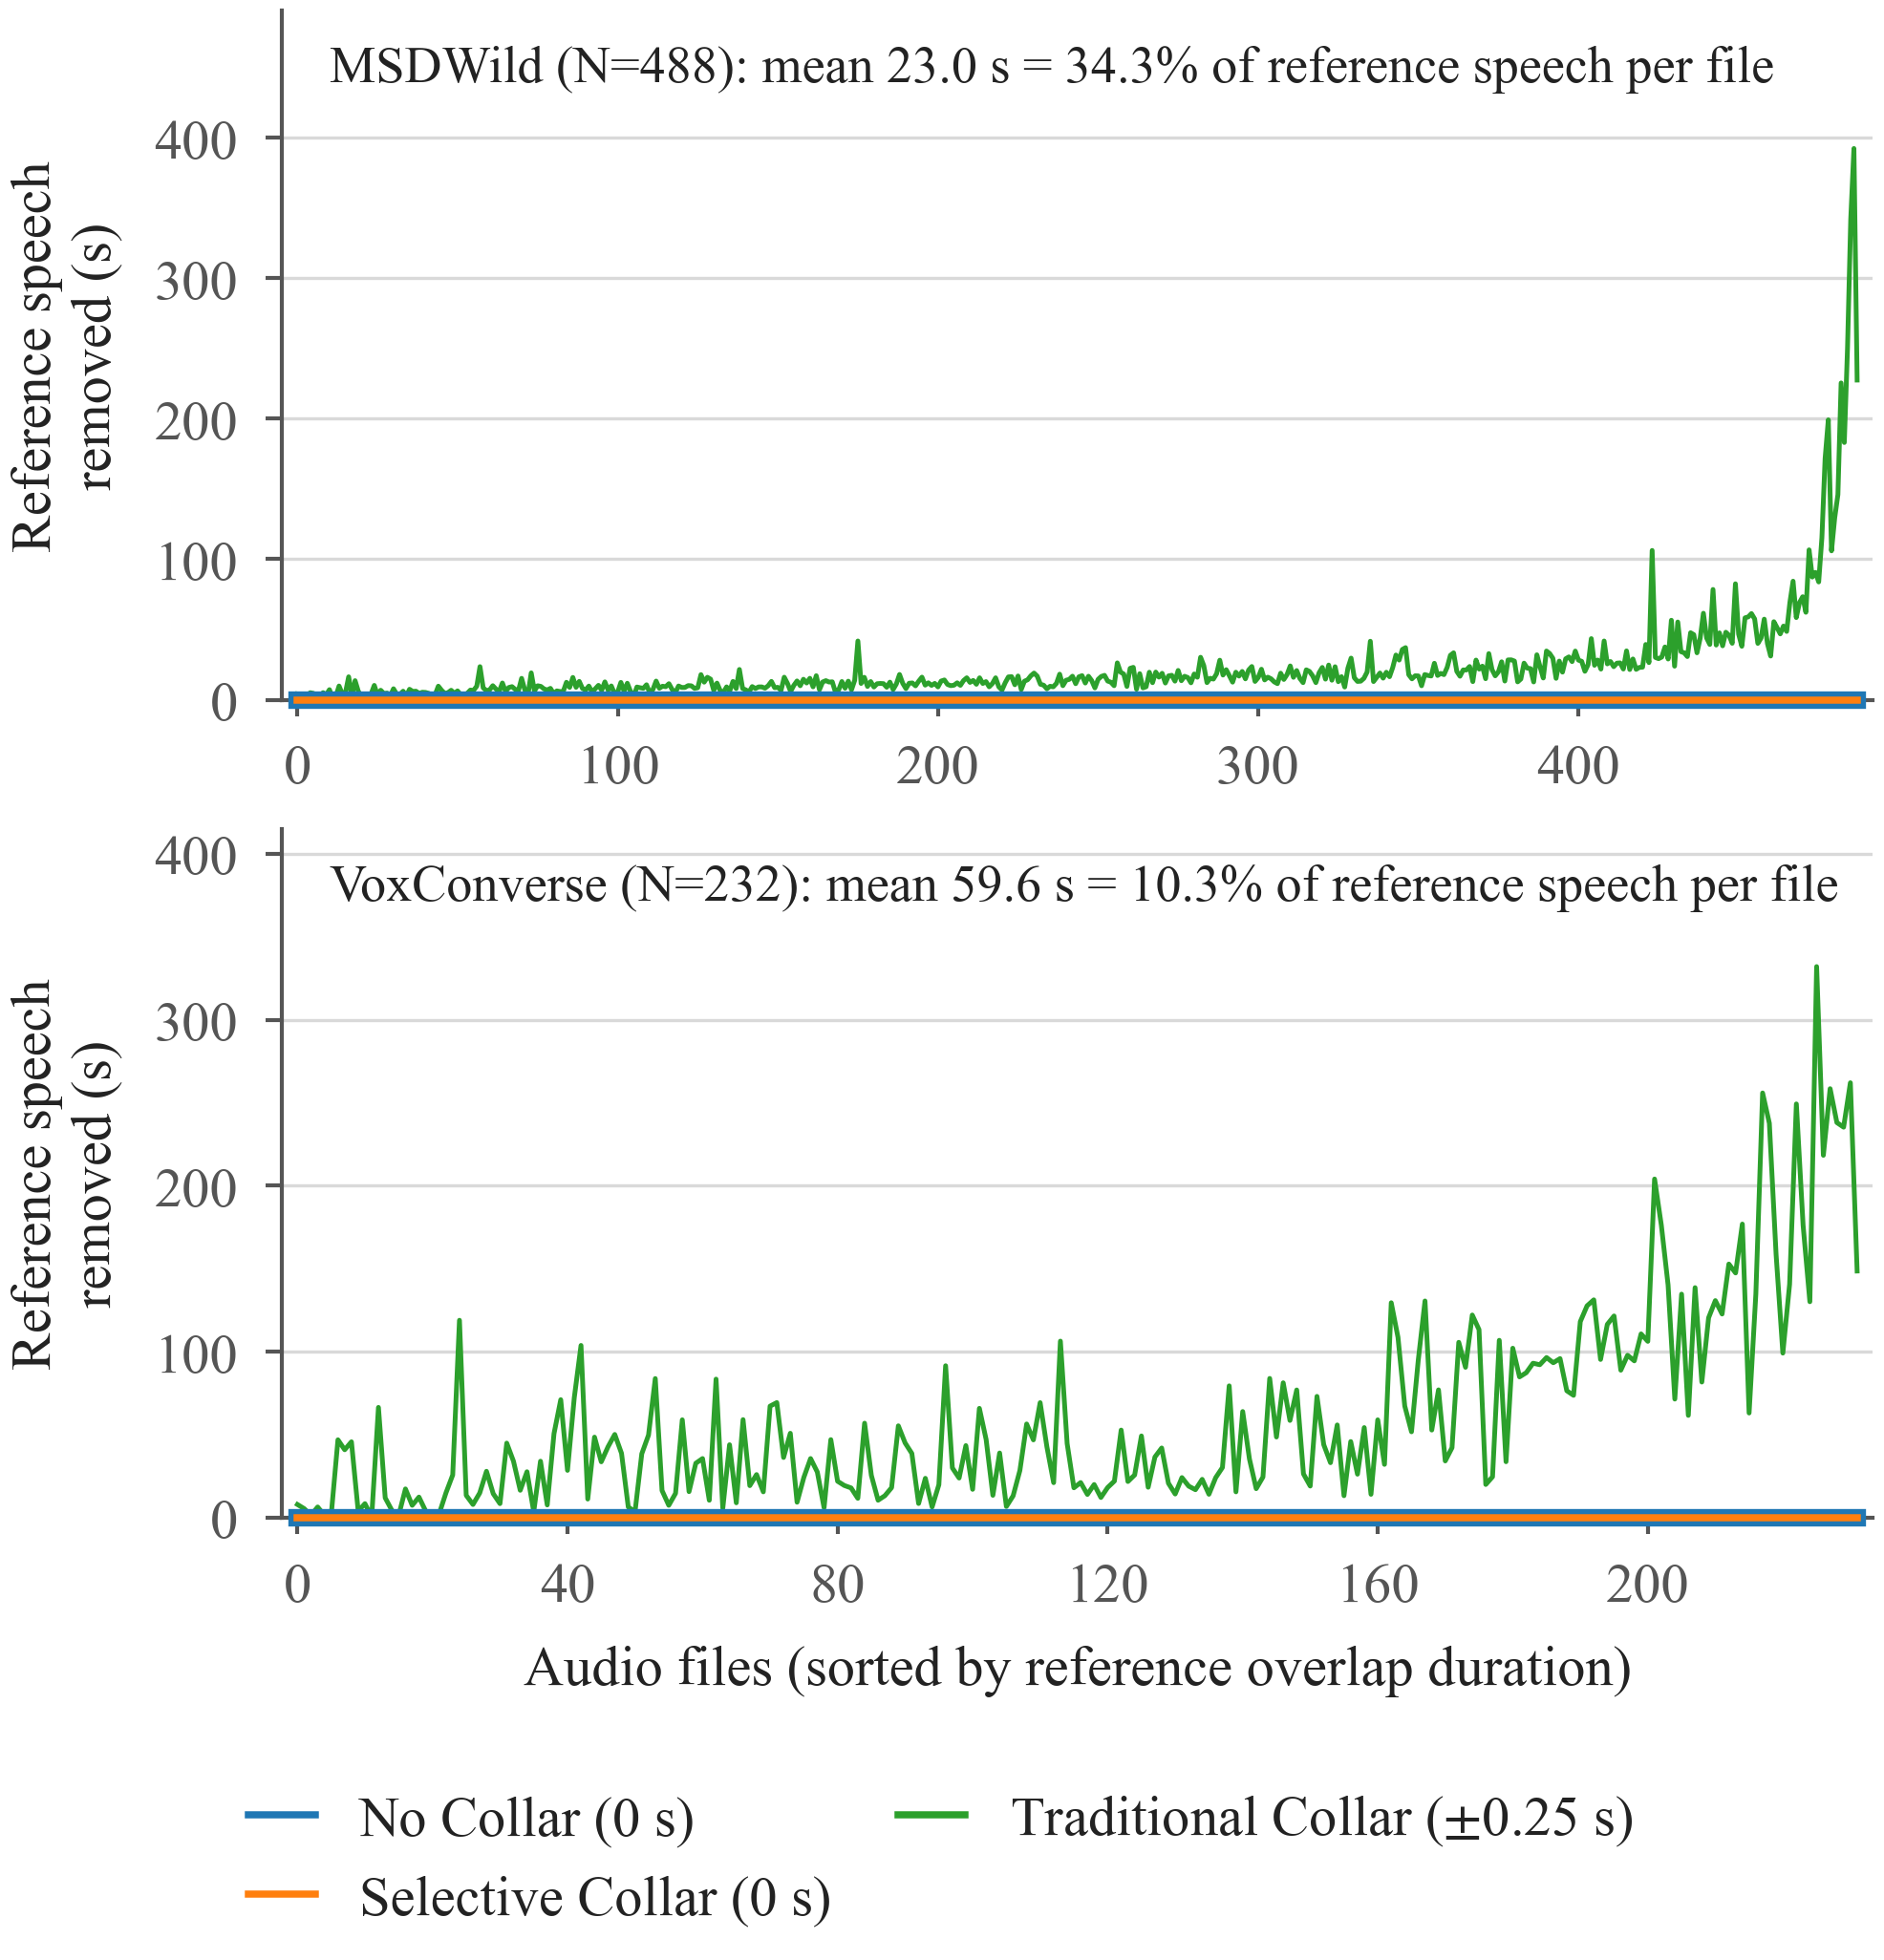 MSDWild (N=488): mean 23.0 s = 34.3% of reference speech per file
Reference speech
removed (s)
400
300
200
100
0
0 100 200 300 400
VoxConverse (N=232): mean 59.6 s = 10.3% of reference speech per file
Reference speech
removed (s)
400
300
200
100
0
0 40 80 120 160 200
Audio files (sorted by reference overlap duration)
No Collar (0 s)
Traditional Collar (±0.25 s)
Selective Collar (0 s)